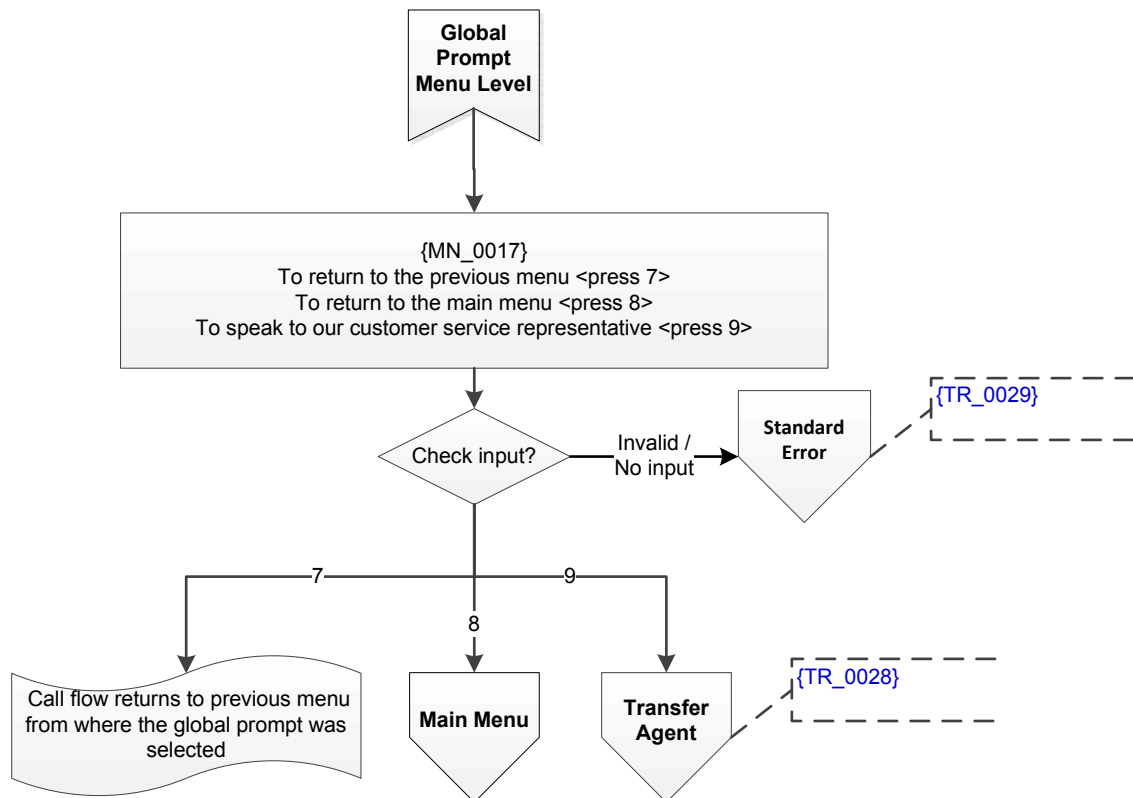 Global
Prompt
Menu Level
{MN_0017}
To return to the previous menu <press 7>
To return to the main menu <press 8>
To speak to our customer service representative <press 9>
Check input?
Invalid /
No input
Standard
Error
{TR_0029}
7
8
9
Call flow returns to previous menu
from where the global prompt was
selected
Main Menu
Transfer
Agent
{TR_0028}